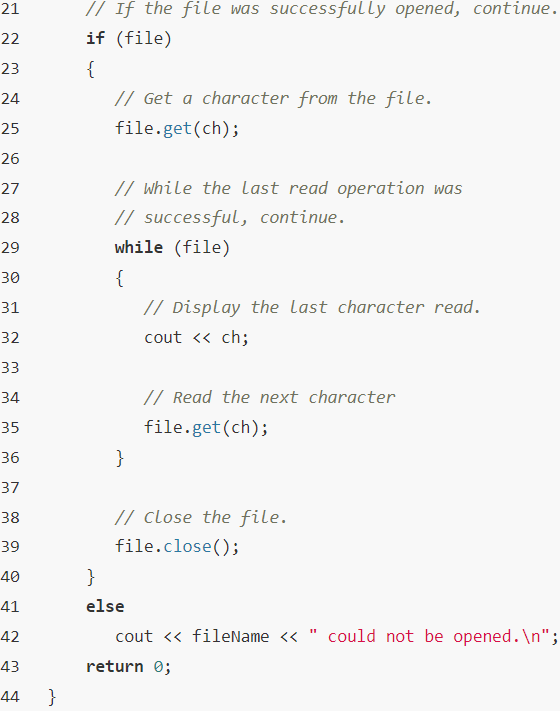 21 // If the file was successfully opened, continue.
22 if (file)
23 {
24 // Get a character from the file.
25 file.get(ch);
26
27 // While the last read operation was
28 // successful, continue.
29 while (file)
30 {
31 // Display the last character read.
32 cout << ch;
33
34 // Read the next character
35 file.get(ch);
36 }
37
38 // Close the file.
39 file.close();
40 }
41 else
42 cout << fileName << " could not be opened.\n";
43 return 0;
44 }